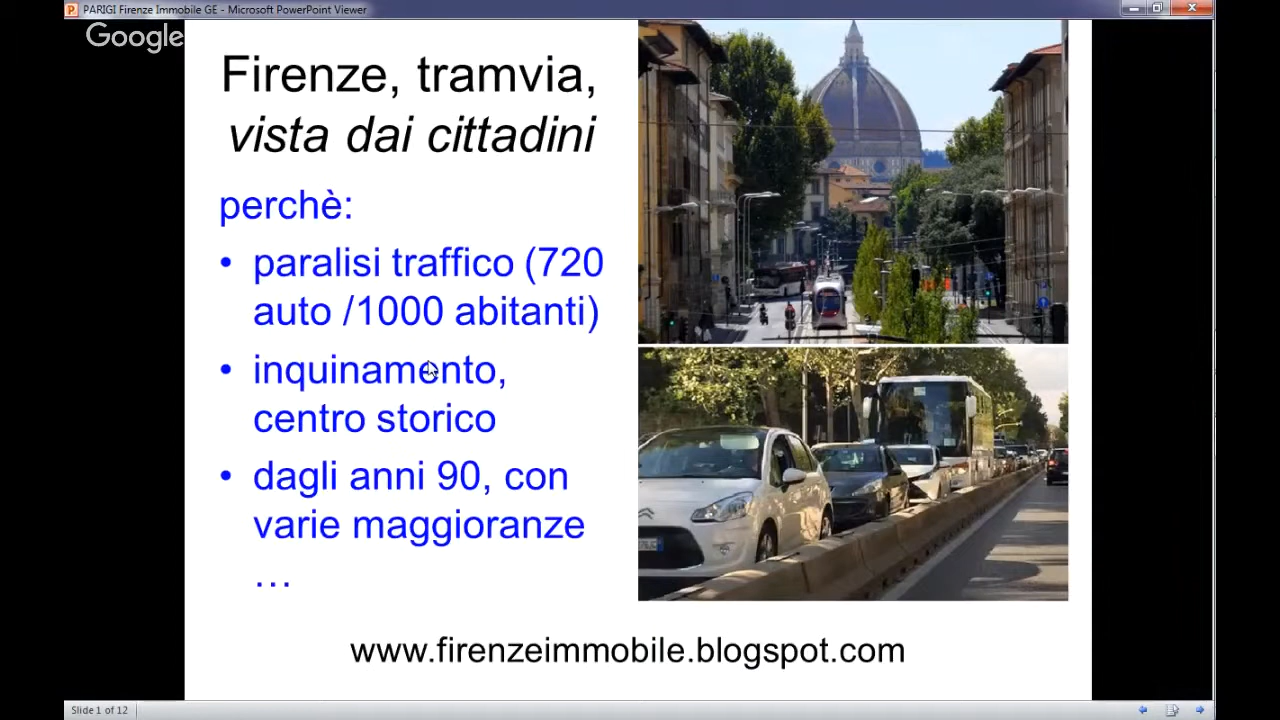 PARIGI Firenze Immobile GE - Microsoft PowerPoint Viewer
Google
Firenze, tramvia,
vista dai cittadini
perchè:
• paralisi traffico (720
auto /1000 abitanti)
• inquinamento,
centro storico
• dagli anni 90, con
varie maggioranze
…
www.firenzeimmobile.blogspot.com
Slide 1 of 12